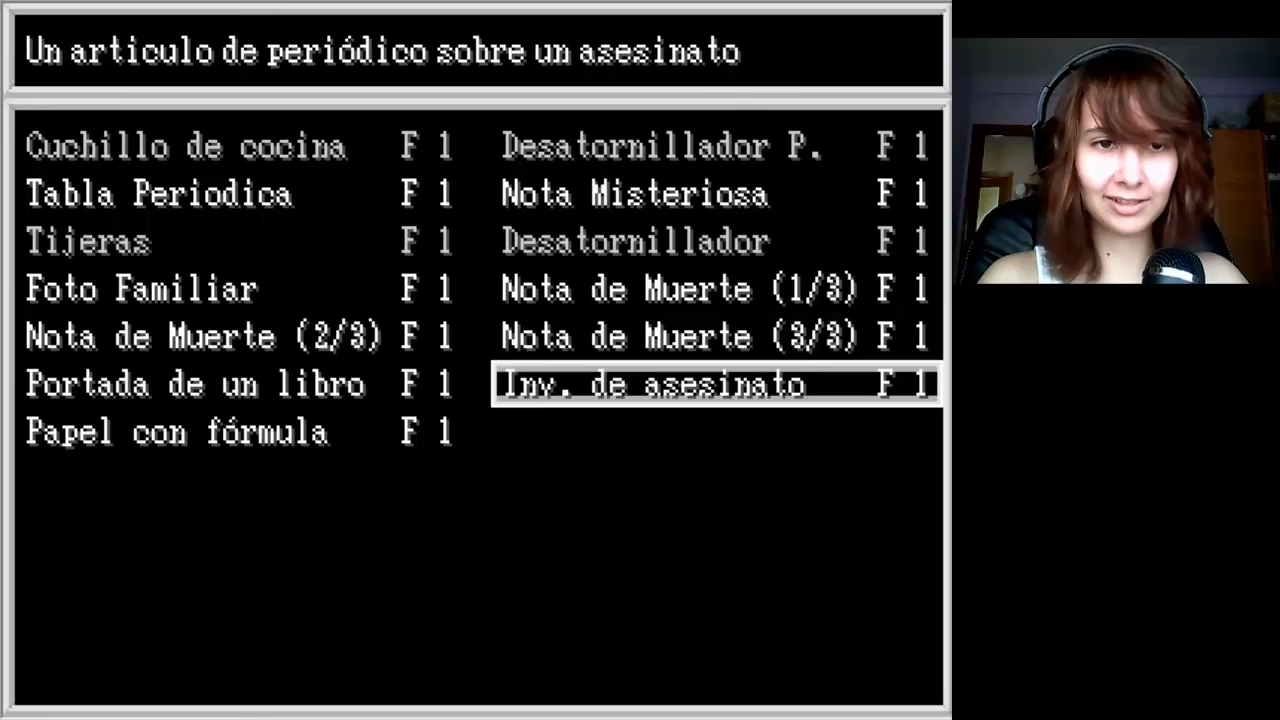 Un articulo de periódico sobre un asesinato
Cuchillo de cocina F 1 Desatornillador P. F 1
Tabla Periodica F 1 Nota Misteriosa F 1
Tijeras F 1 Desatornillador F 1
Foto Familiar F 1 Nota de Muerte (1/3) F 1
Nota de Muerte (2/3) F 1 Nota de Muerte (3/3) F 1
Portada de un libro F 1 Inv. de asesinato F 1
Papel con fórmula F 1